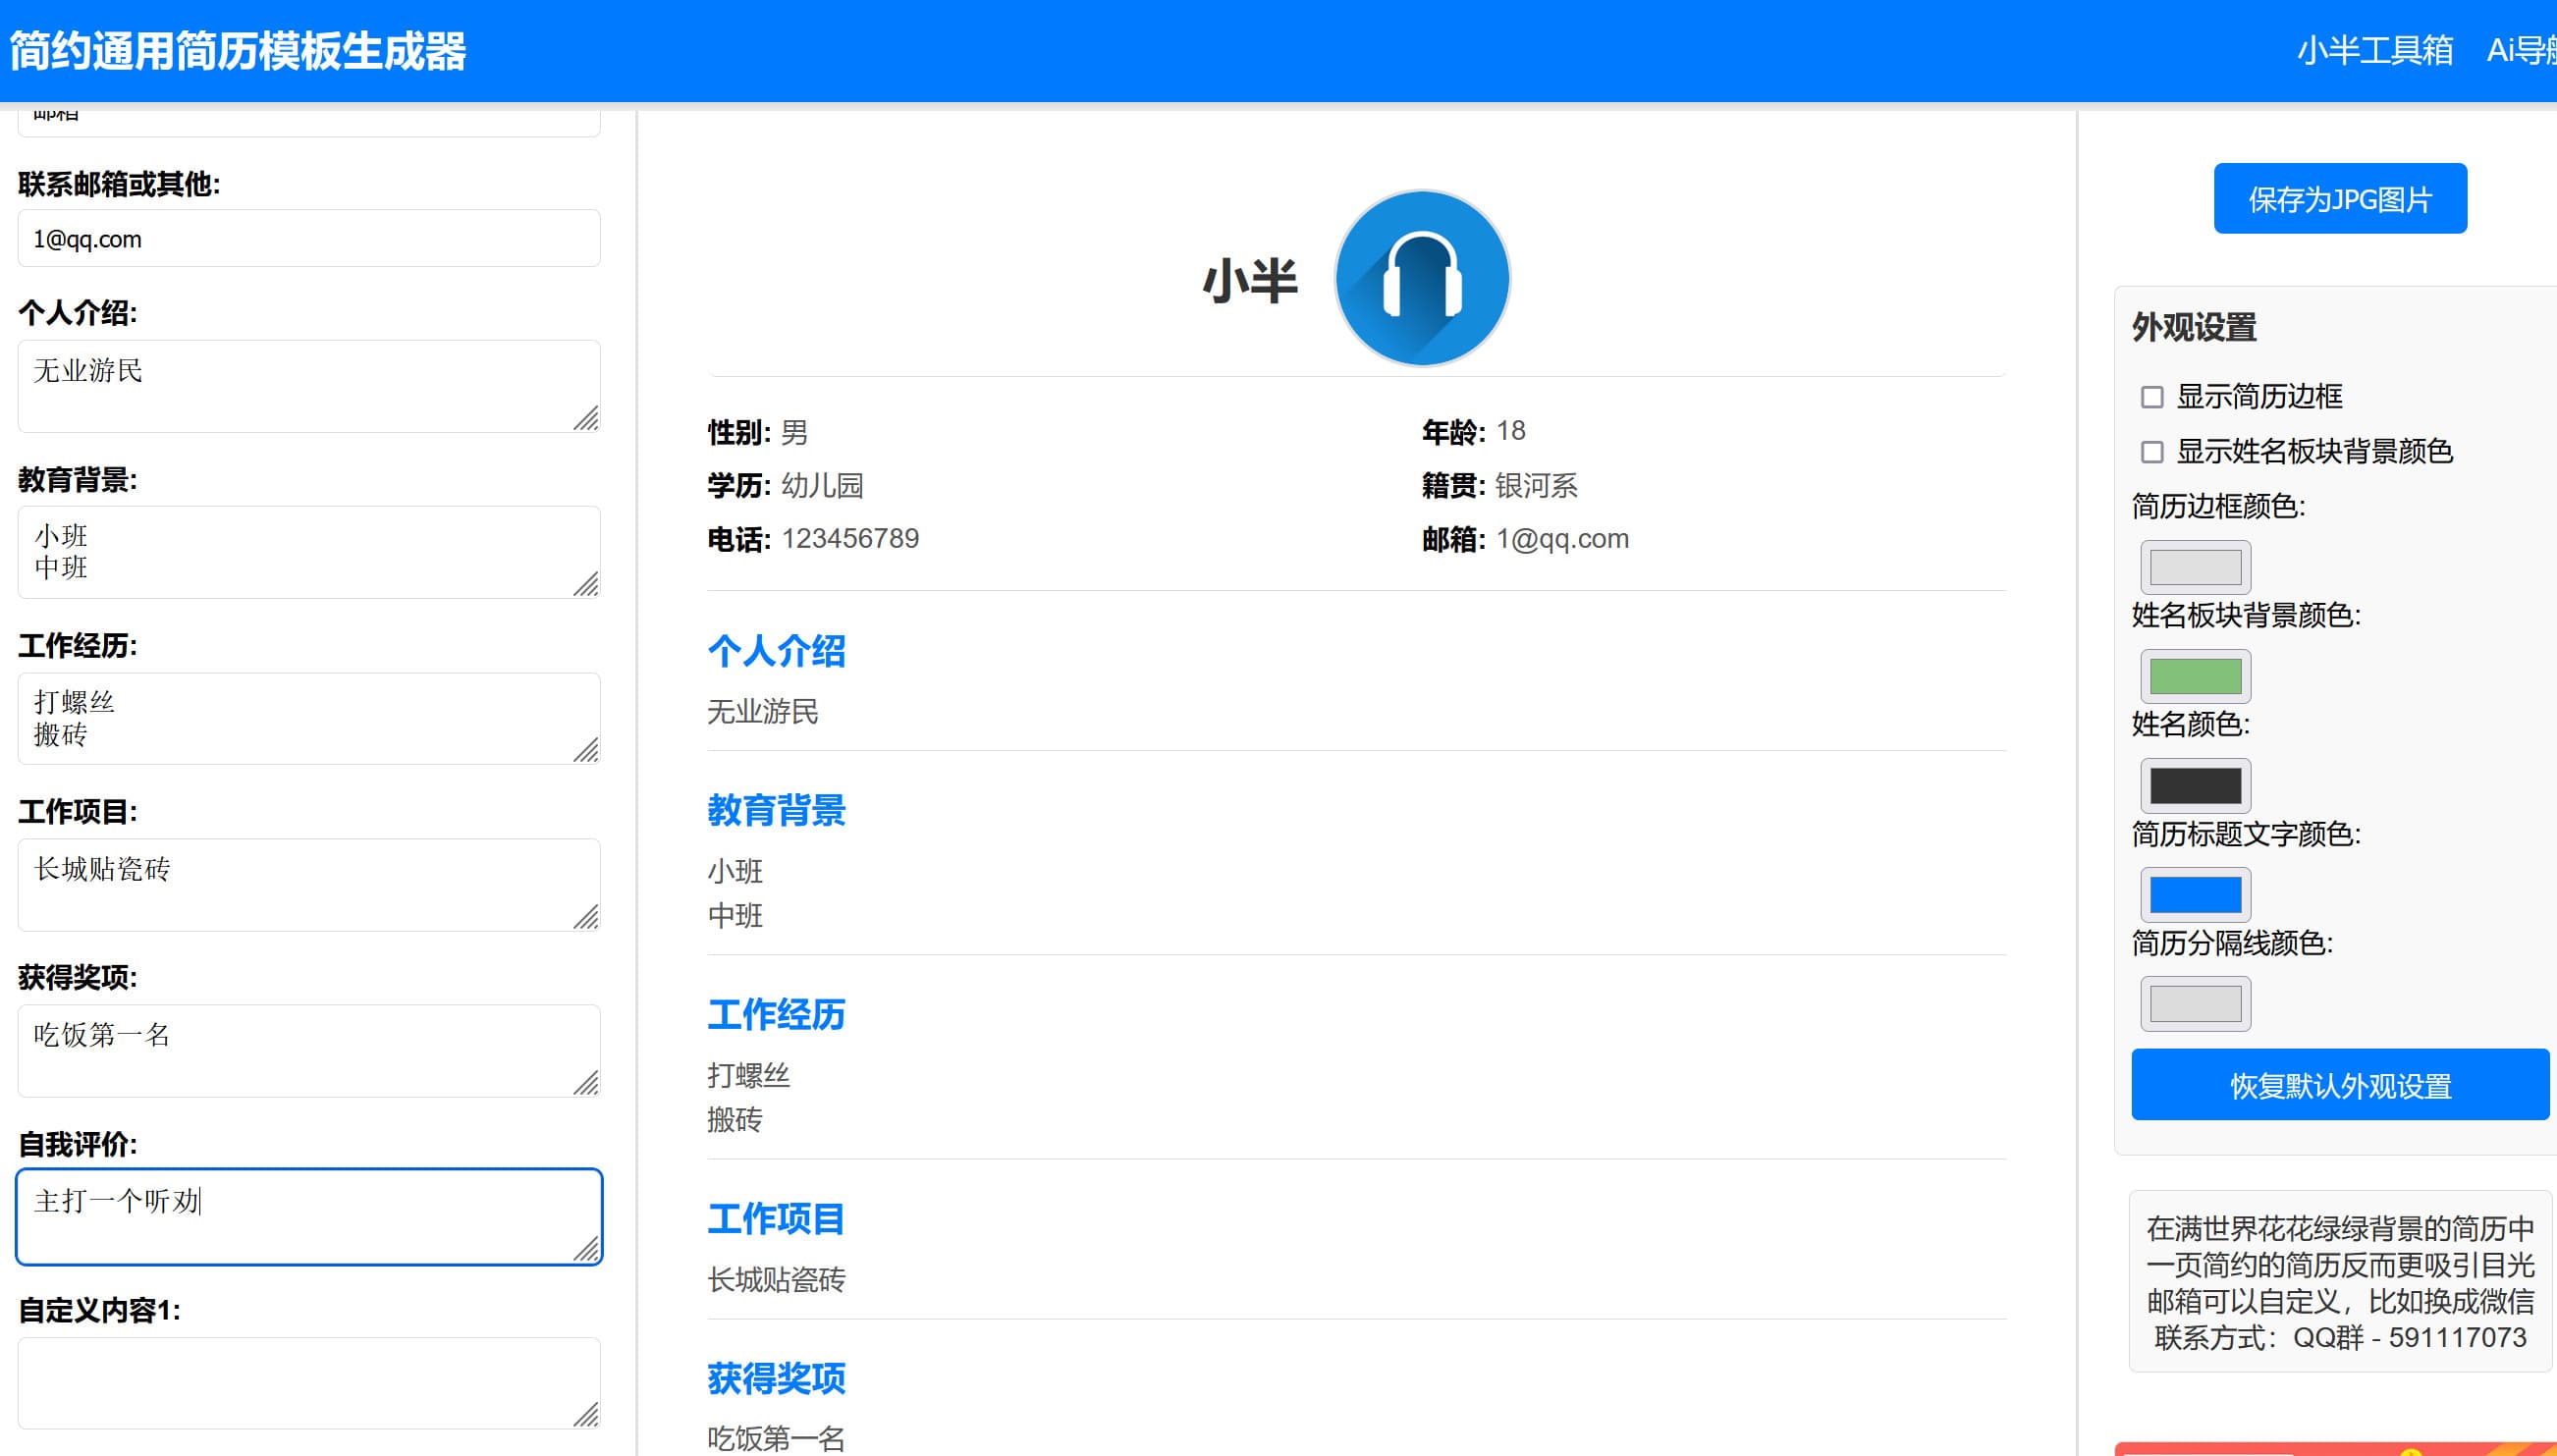 简约通用简历模板生成器
小半工具箱
Ai导航
邮箱
联系邮箱或其他:
1@qq.com
个人介绍:
无业游民
教育背景:
小班
中班
工作经历:
打螺丝
搬砖
工作项目:
长城贴瓷砖
获得奖项:
吃饭第一名
自我评价:
主打一个听劝
自定义内容1:
小半
性别: 男
年龄: 18
学历: 幼儿园
籍贯: 银河系
电话: 123456789
邮箱: 1@qq.com
个人介绍
无业游民
教育背景
小班
中班
工作经历
打螺丝
搬砖
工作项目
长城贴瓷砖
获得奖项
吃饭第一名
保存为JPG图片
外观设置
显示简历边框
显示姓名板块背景颜色
简历边框颜色:
姓名板块背景颜色:
姓名颜色:
简历标题文字颜色:
简历分隔线颜色:
恢复默认外观设置
在满世界花花绿绿背景的简历中
一页简约的简历反而更吸引目光
邮箱可以自定义，比如换成微信
联系方式：QQ群 - 591117073